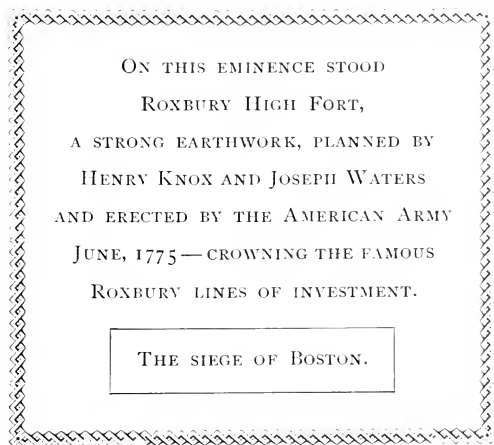 On this eminence stood
Roxbury High Fort,
a strong earthwork, planned by
Henry Knox and Joseph Waters
and erected by the American Army
June, 1775—crowning the famous
Roxbury lines of investment.
The siege of Boston.